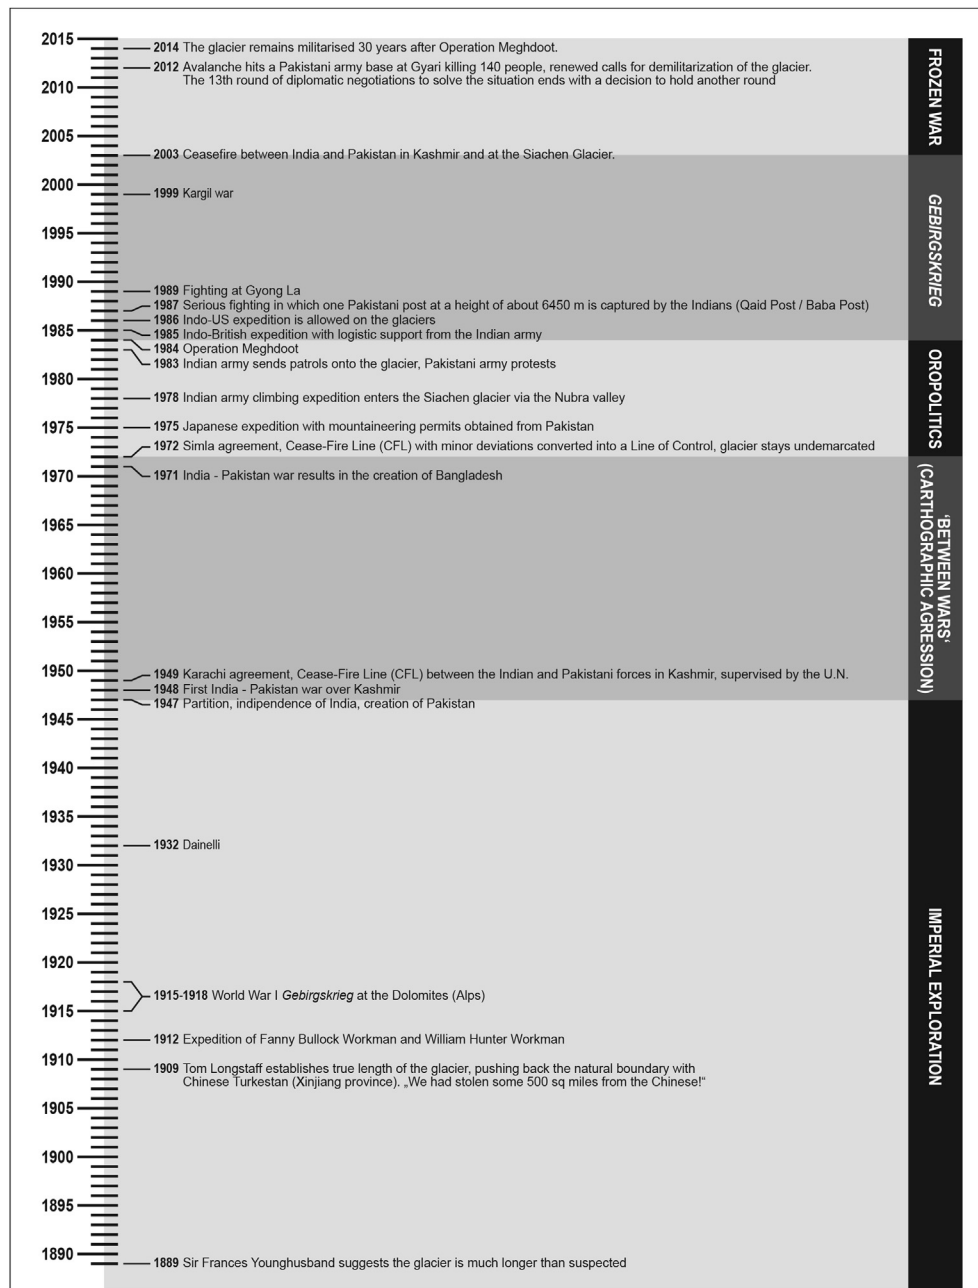 2015
2014 The glacier remains militarised 30 years after Operation Meghdoot.
2012 Avalanche hits a Pakistani army base at Gyari killing 140 people, renewed calls for demilitarization of the glacier.
The 13th round of diplomatic negotiations to solve the situation ends with a decision to hold another round
2010
2005
FROZEN WAR
2003 Ceasefire between India and Pakistan in Kashmir and at the Siachen Glacier.
2000
1999 Kargil war
1995
1990
1989 Fighting at Gyong La
1987 Serious fighting in which one Pakistani post at a height of about 6450 m is captured by the Indians (Qaid Post / Baba Post)
1986 Indo-US expedition is allowed on the glaciers
1985
1985 Indo-British expedition with logistic support from the Indian army
GEBIRGSKRIEG
1984 Operation Meghdoot
1983 Indian army sends patrols onto the glacier, Pakistani army protests
1980
1978 Indian army climbing expedition enters the Siachen glacier via the Nubra valley
1975
1975 Japanese expedition with mountaineering permits obtained from Pakistan
1972 Simla agreement, Cease-Fire Line (CFL) with minor deviations converted into a Line of Control, glacier stays undemarcated
OROPOLITICS
1970
1971 India - Pakistan war results in the creation of Bangladesh
1965
1960
1955
1950
1949 Karachi agreement, Cease-Fire Line (CFL) between the Indian and Pakistani forces in Kashmir, supervised by the U.N.
1948 First India - Pakistan war over Kashmir
1947 Partition, indipendence of India, creation of Pakistan
‘BETWEEN WARS‘
(CARTHOGRAPHIC AGRESSION)
1945
1940
1935
1932 Dainelli
1930
1925
1920
1915-1918 World War I Gebirgskrieg at the Dolomites (Alps)
1915
1912 Expedition of Fanny Bullock Workman and William Hunter Workman
1910
1909 Tom Longstaff establishes true length of the glacier, pushing back the natural boundary with
Chinese Turkestan (Xinjiang province). „We had stolen some 500 sq miles from the Chinese!“
1905
1900
1895
1890
1889 Sir Frances Younghusband suggests the glacier is much longer than suspected
IMPERIAL EXPLORATION